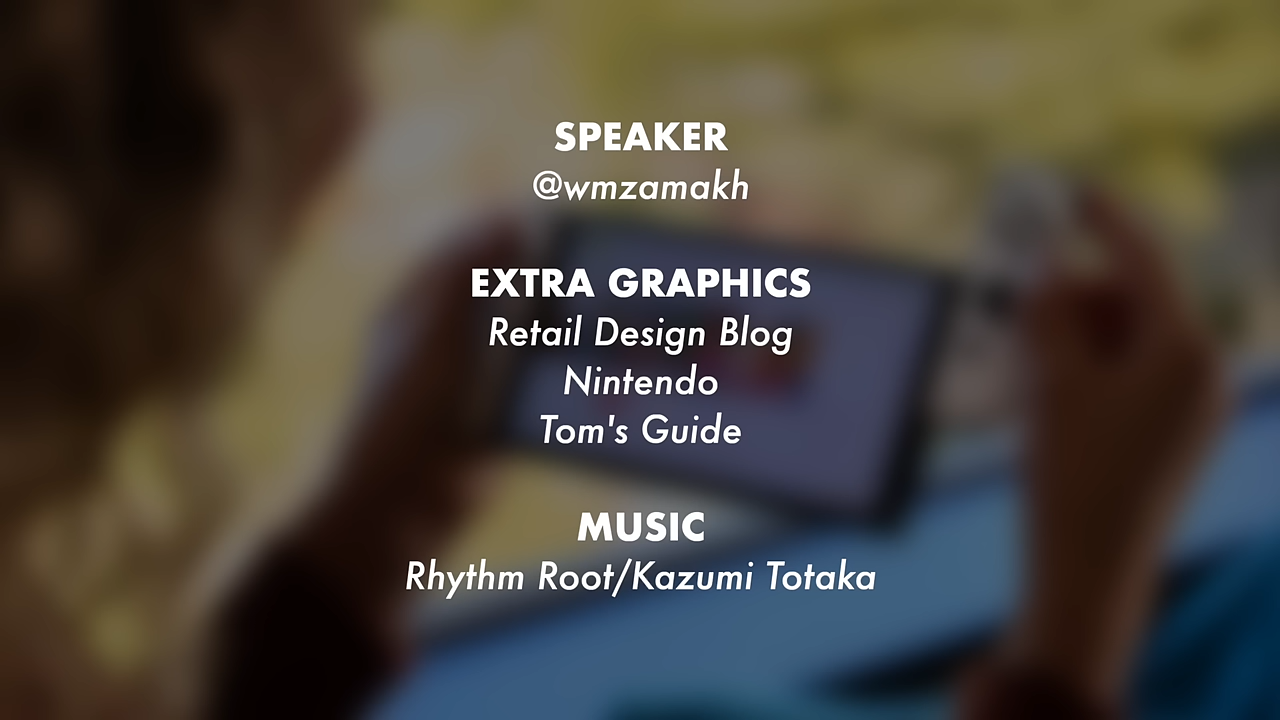 SPEAKER
@wmzamakh
EXTRA GRAPHICS
Retail Design Blog
Nintendo
Tom's Guide
MUSIC
Rhythm Root/Kazumi Totaka